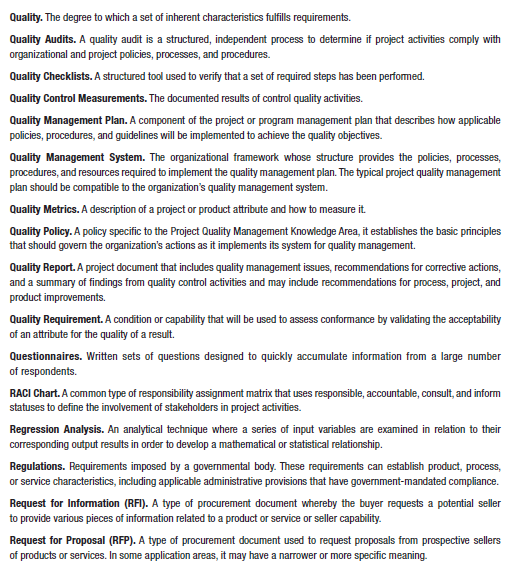 Quality. The degree to which a set of inherent characteristics fulfills requirements.
Quality Audits. A quality audit is a structured, independent process to determine if project activities comply with
organizational and project policies, processes, and procedures.
Quality Checklists. A structured tool used to verify that a set of required steps has been performed.
Quality Control Measurements. The documented results of control quality activities.
Quality Management Plan. A component of the project or program management plan that describes how applicable
policies, procedures, and guidelines will be implemented to achieve the quality objectives.
Quality Management System. The organizational framework whose structure provides the policies, processes,
procedures, and resources required to implement the quality management plan. The typical project quality management
plan should be compatible to the organization's quality management system.
Quality Metrics. A description of a project or product attribute and how to measure it.
Quality Policy. A policy specific to the Project Quality Management Knowledge Area, it establishes the basic principles
that should govern the organization's actions as it implements its system for quality management.
Quality Report. A project document that includes quality management issues, recommendations for corrective actions,
and a summary of findings from quality control activities and may include recommendations for process, project, and
product improvements.
Quality Requirement. A condition or capability that will be used to assess conformance by validating the acceptability
of an attribute for the quality of a result.
Questionnaires. Written sets of questions designed to quickly accumulate information from a large number
of respondents.
RACI Chart. A common type of responsibility assignment matrix that uses responsible, accountable, consult, and inform
statuses to define the involvement of stakeholders in project activities.
Regression Analysis. An analytical technique where a series of input variables are examined in relation to their
corresponding output results in order to develop a mathematical or statistical relationship.
Regulations. Requirements imposed by a governmental body. These requirements can establish product, process,
or service characteristics, including applicable administrative provisions that have government-mandated compliance.
Request for Information (RFI). A type of procurement document whereby the buyer requests a potential seller
to provide various pieces of information related to a product or service or seller capability.
Request for Proposal (RFP). A type of procurement document used to request proposals from prospective sellers
of products or services. In some application areas, it may have a narrower or more specific meaning.